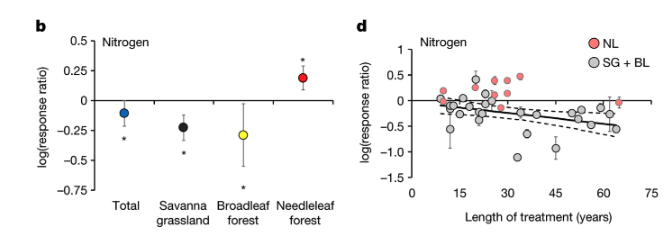 b
Nitrogen
log(response ratio)
0.5
0.25
0
−0.25
−0.50
−0.75
*
*
*
*
Total
Savanna
grassland
Broadleaf
forest
Needleleaf
forest
d
Nitrogen
NL
SG + BL
log(response ratio)
1
0.5
0
−0.5
−1.0
−1.5
0
15
30
45
60
75
Length of treatment (years)